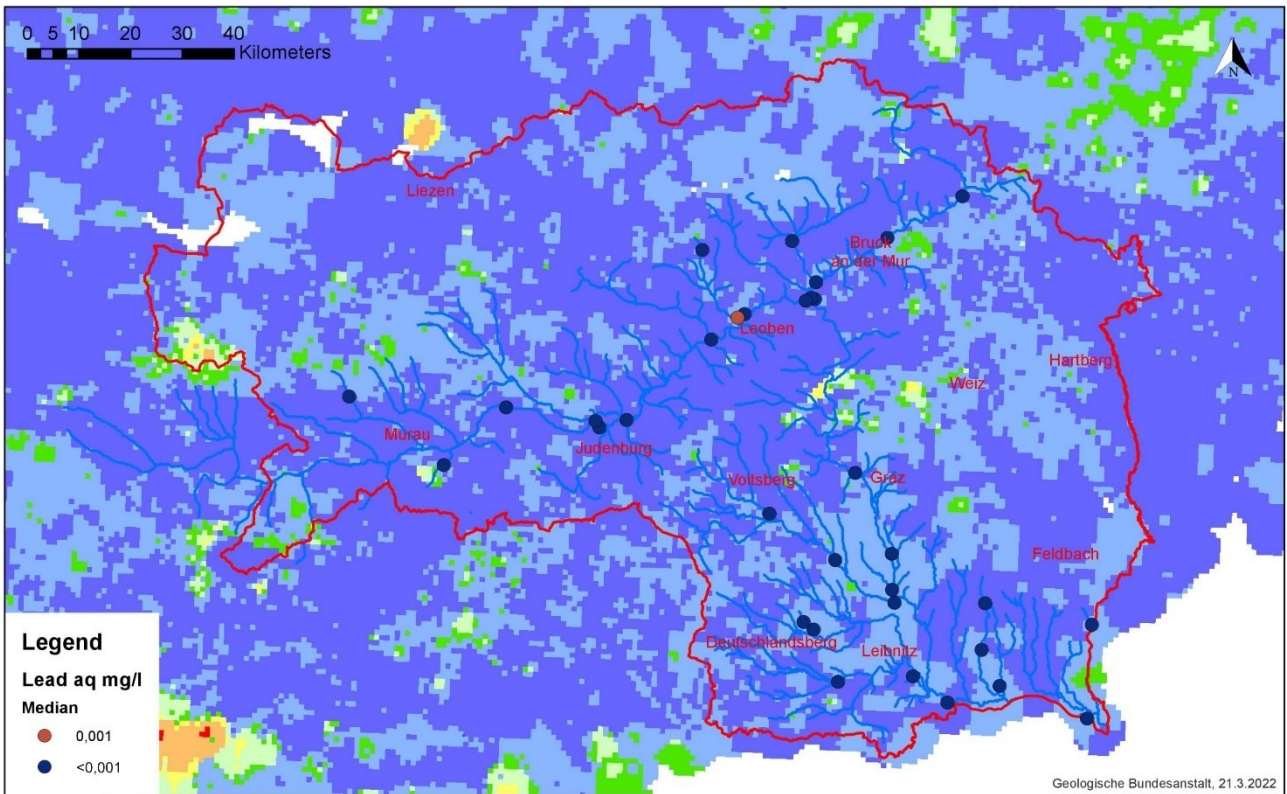 0 5 10 20 30 40
Kilometers
N
Liezen
Bruck
an der Mur
Leoben
Hartberg
Weiz
Murau
Judenburg
Voitsberg
Graz
Feldbach
Deutschlandsberg
Leibnitz
Legend
Lead aq mg/l
Median
0,001
<0,001
Geologische Bundesanstalt, 21.3.2022